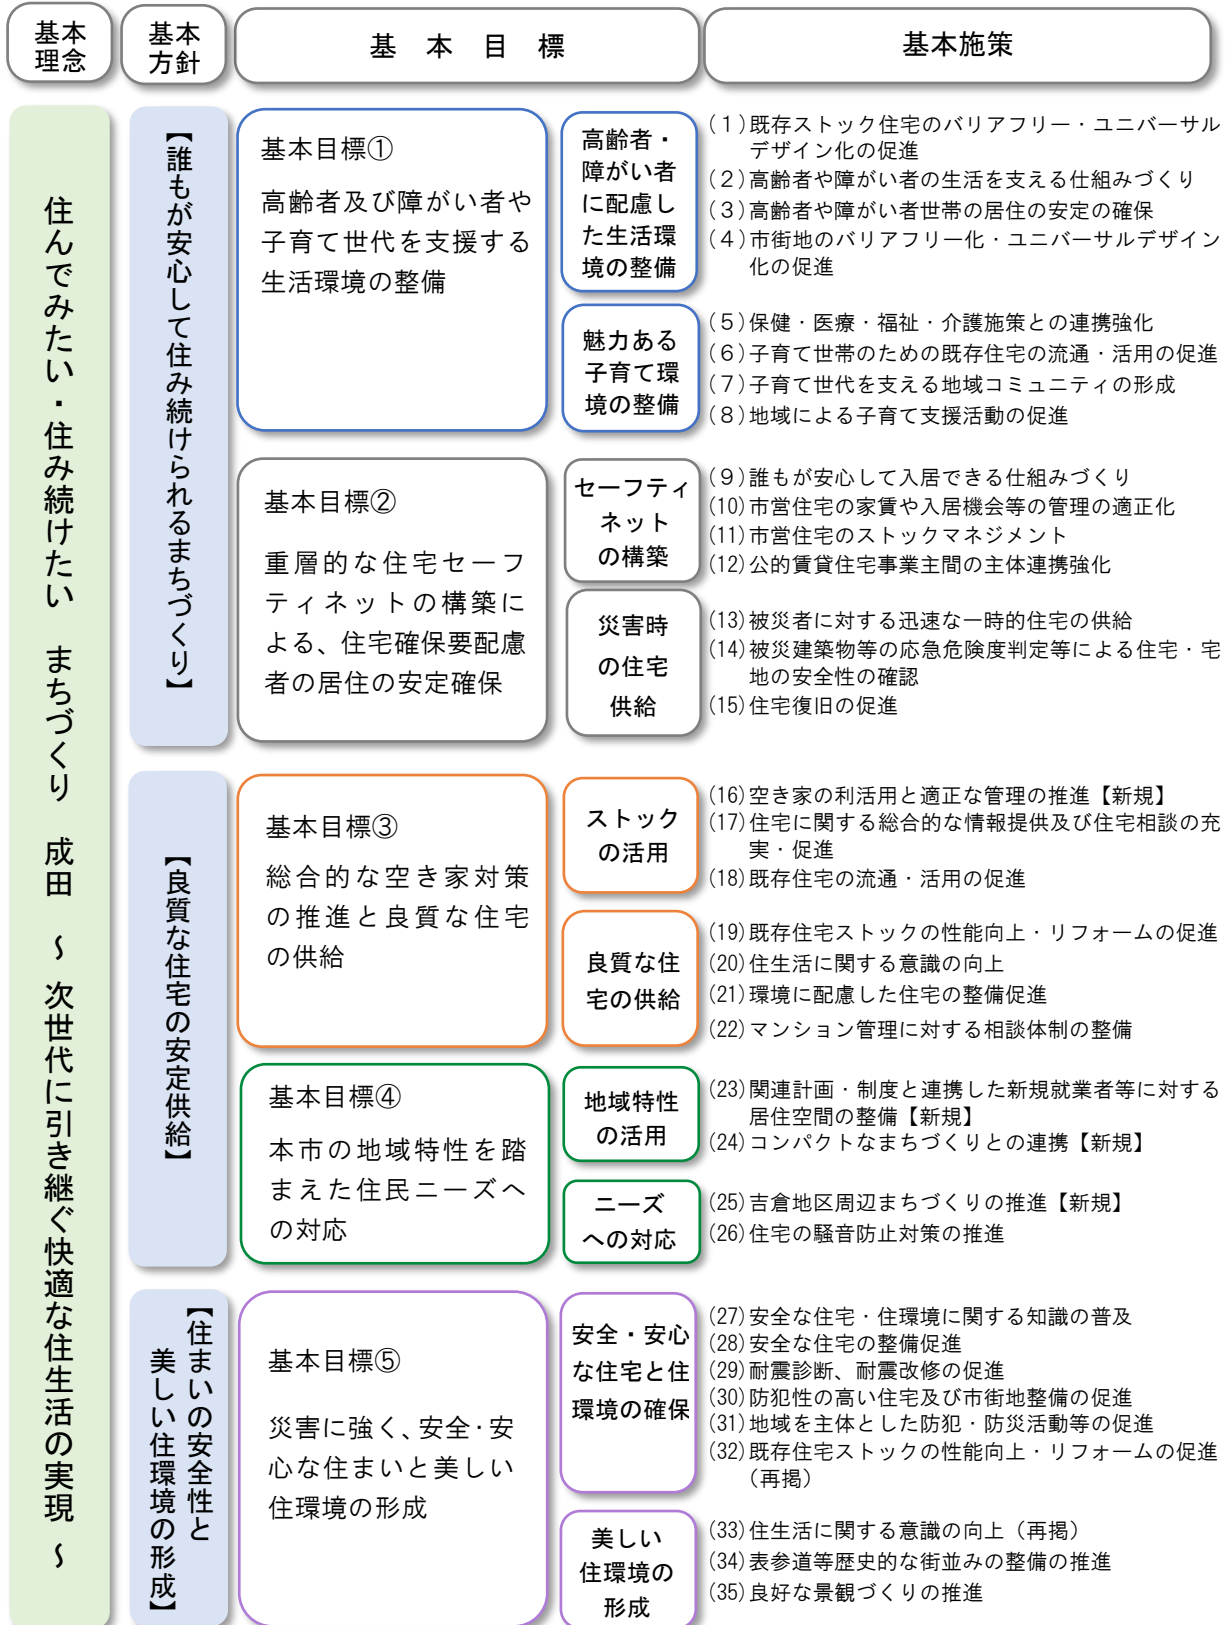 基本
理念
基本
方針
基本目標
基本施策
住んでみたい・住み続けたい　まちづくり　成田　～　次世代に引き継ぐ快適な住生活の実現　～
【誰もが安心して住み続けられるまちづくり】
基本目標①
高齢者及び障がい者や
子育て世代を支援する
生活環境の整備
高齢者・
障がい者
に配慮し
た生活環
境の整備
(１)既存ストック住宅のバリアフリー・ユニバーサル
デザイン化の促進
(２)高齢者や障がい者の生活を支える仕組みづくり
(３)高齢者や障がい者世帯の居住の安定の確保
(４)市街地のバリアフリー化・ユニバーサルデザイン
化の促進
魅力ある
子育て環
境の整備
(５)保健・医療・福祉・介護施策との連携強化
(６)子育て世帯のための既存住宅の流通・活用の促進
(７)子育て世代を支える地域コミュニティの形成
(８)地域による子育て支援活動の促進
基本目標②
重層的な住宅セーフ
ティネットの構築によ
る、住宅確保要配慮
者の居住の安定確保
セーフティ
ネット
の構築
(９)誰もが安心して入居できる仕組みづくり
(10)市営住宅の家賃や入居機会等の管理の適正化
(11)市営住宅のストックマネジメント
(12)公的賃貸住宅事業主間の主体連携強化
災害時
の住宅
供給
(13)被災者に対する迅速な一時的住宅の供給
(14)被災建築物等の応急危険度判定等による住宅・宅
地の安全性の確認
(15)住宅復旧の促進
【良質な住宅の安定供給】
基本目標③
総合的な空き家対策
の推進と良質な住宅
の供給
ストック
の活用
(16)空き家の利活用と適正な管理の推進【新規】
(17)住宅に関する総合的な情報提供及び住宅相談の充
実・促進
(18)既存住宅の流通・活用の促進
良質な住
宅の供給
(19)既存住宅ストックの性能向上・リフォームの促進
(20)住生活に関する意識の向上
(21)環境に配慮した住宅の整備促進
(22)マンション管理に対する相談体制の整備
基本目標④
本市の地域特性を踏
まえた住民ニーズへ
の対応
地域特性
の活用
(23)関連計画・制度と連携した新規就業者等に対する
居住空間の整備【新規】
(24)コンパクトなまちづくりとの連携【新規】
ニーズ
への対応
(25)吉倉地区周辺まちづくりの推進【新規】
(26)住宅の騒音防止対策の推進
【住まいの安全性と
美しい住環境の形成】
基本目標⑤
災害に強く、安全・安
心な住まいと美しい
住環境の形成
安全・安心
な住宅と住
環境の確保
(27)安全な住宅・住環境に関する知識の普及
(28)安全な住宅の整備促進
(29)耐震診断、耐震改修の促進
(30)防犯性の高い住宅及び市街地整備の促進
(31)地域を主体とした防犯・防災活動等の促進
(32)既存住宅ストックの性能向上・リフォームの促進
（再掲）
美しい
住環境の
形成
(33)住生活に関する意識の向上（再掲）
(34)表参道等歴史的な街並みの整備の推進
(35)良好な景観づくりの推進